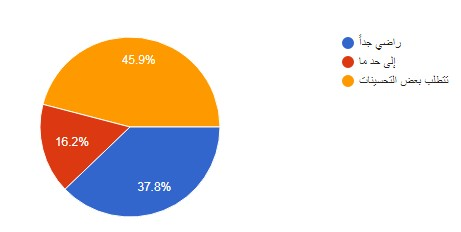 راضي جداً
إلى حد ما
تتطلب بعض التحسينات
45.9%
16.2%
37.8%